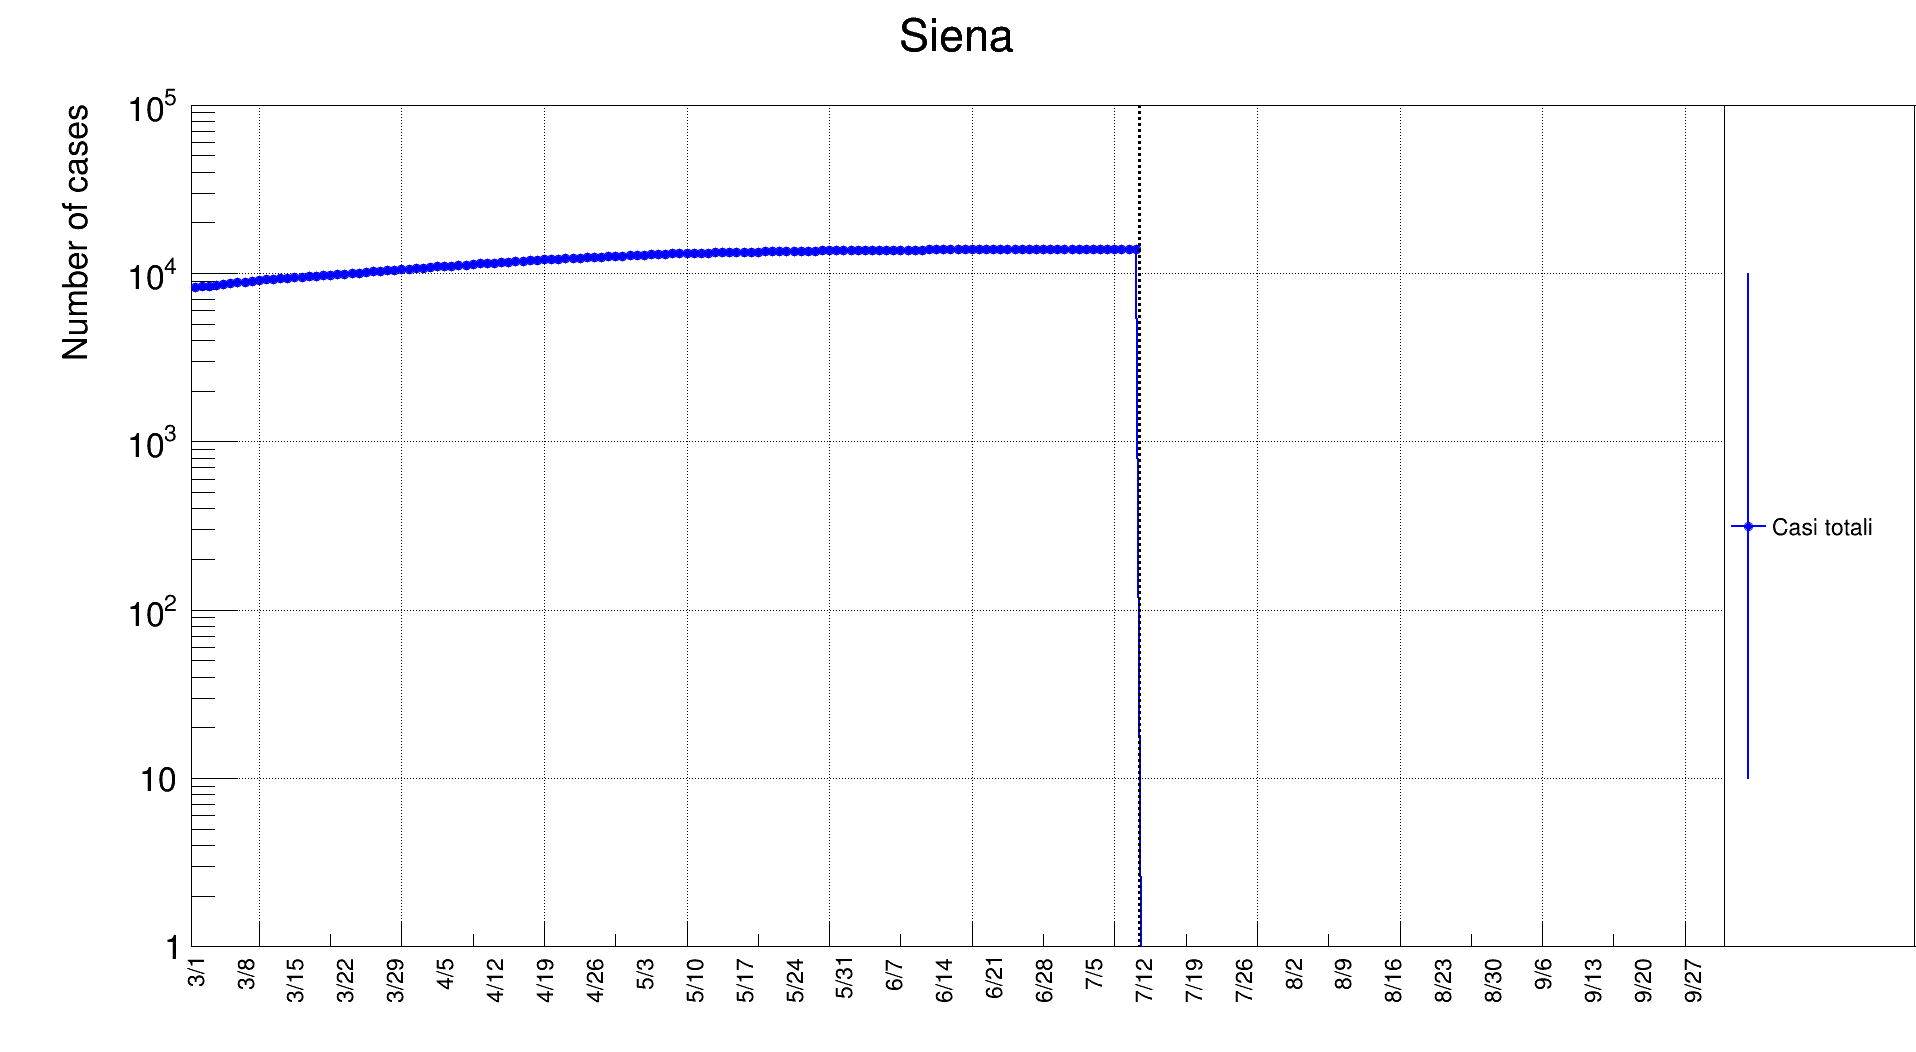 Siena
Number of cases
10^5
10^4
10^3
10^2
10
1
3/1 3/8 3/15 3/22 3/29 4/5 4/12 4/19 4/26 5/3 5/10 5/17 5/24 5/31 6/7 6/14 6/21 6/28 7/5 7/12 7/19 7/26 8/2 8/9 8/16 8/23 8/30 9/6 9/13 9/20 9/27
Casi totali